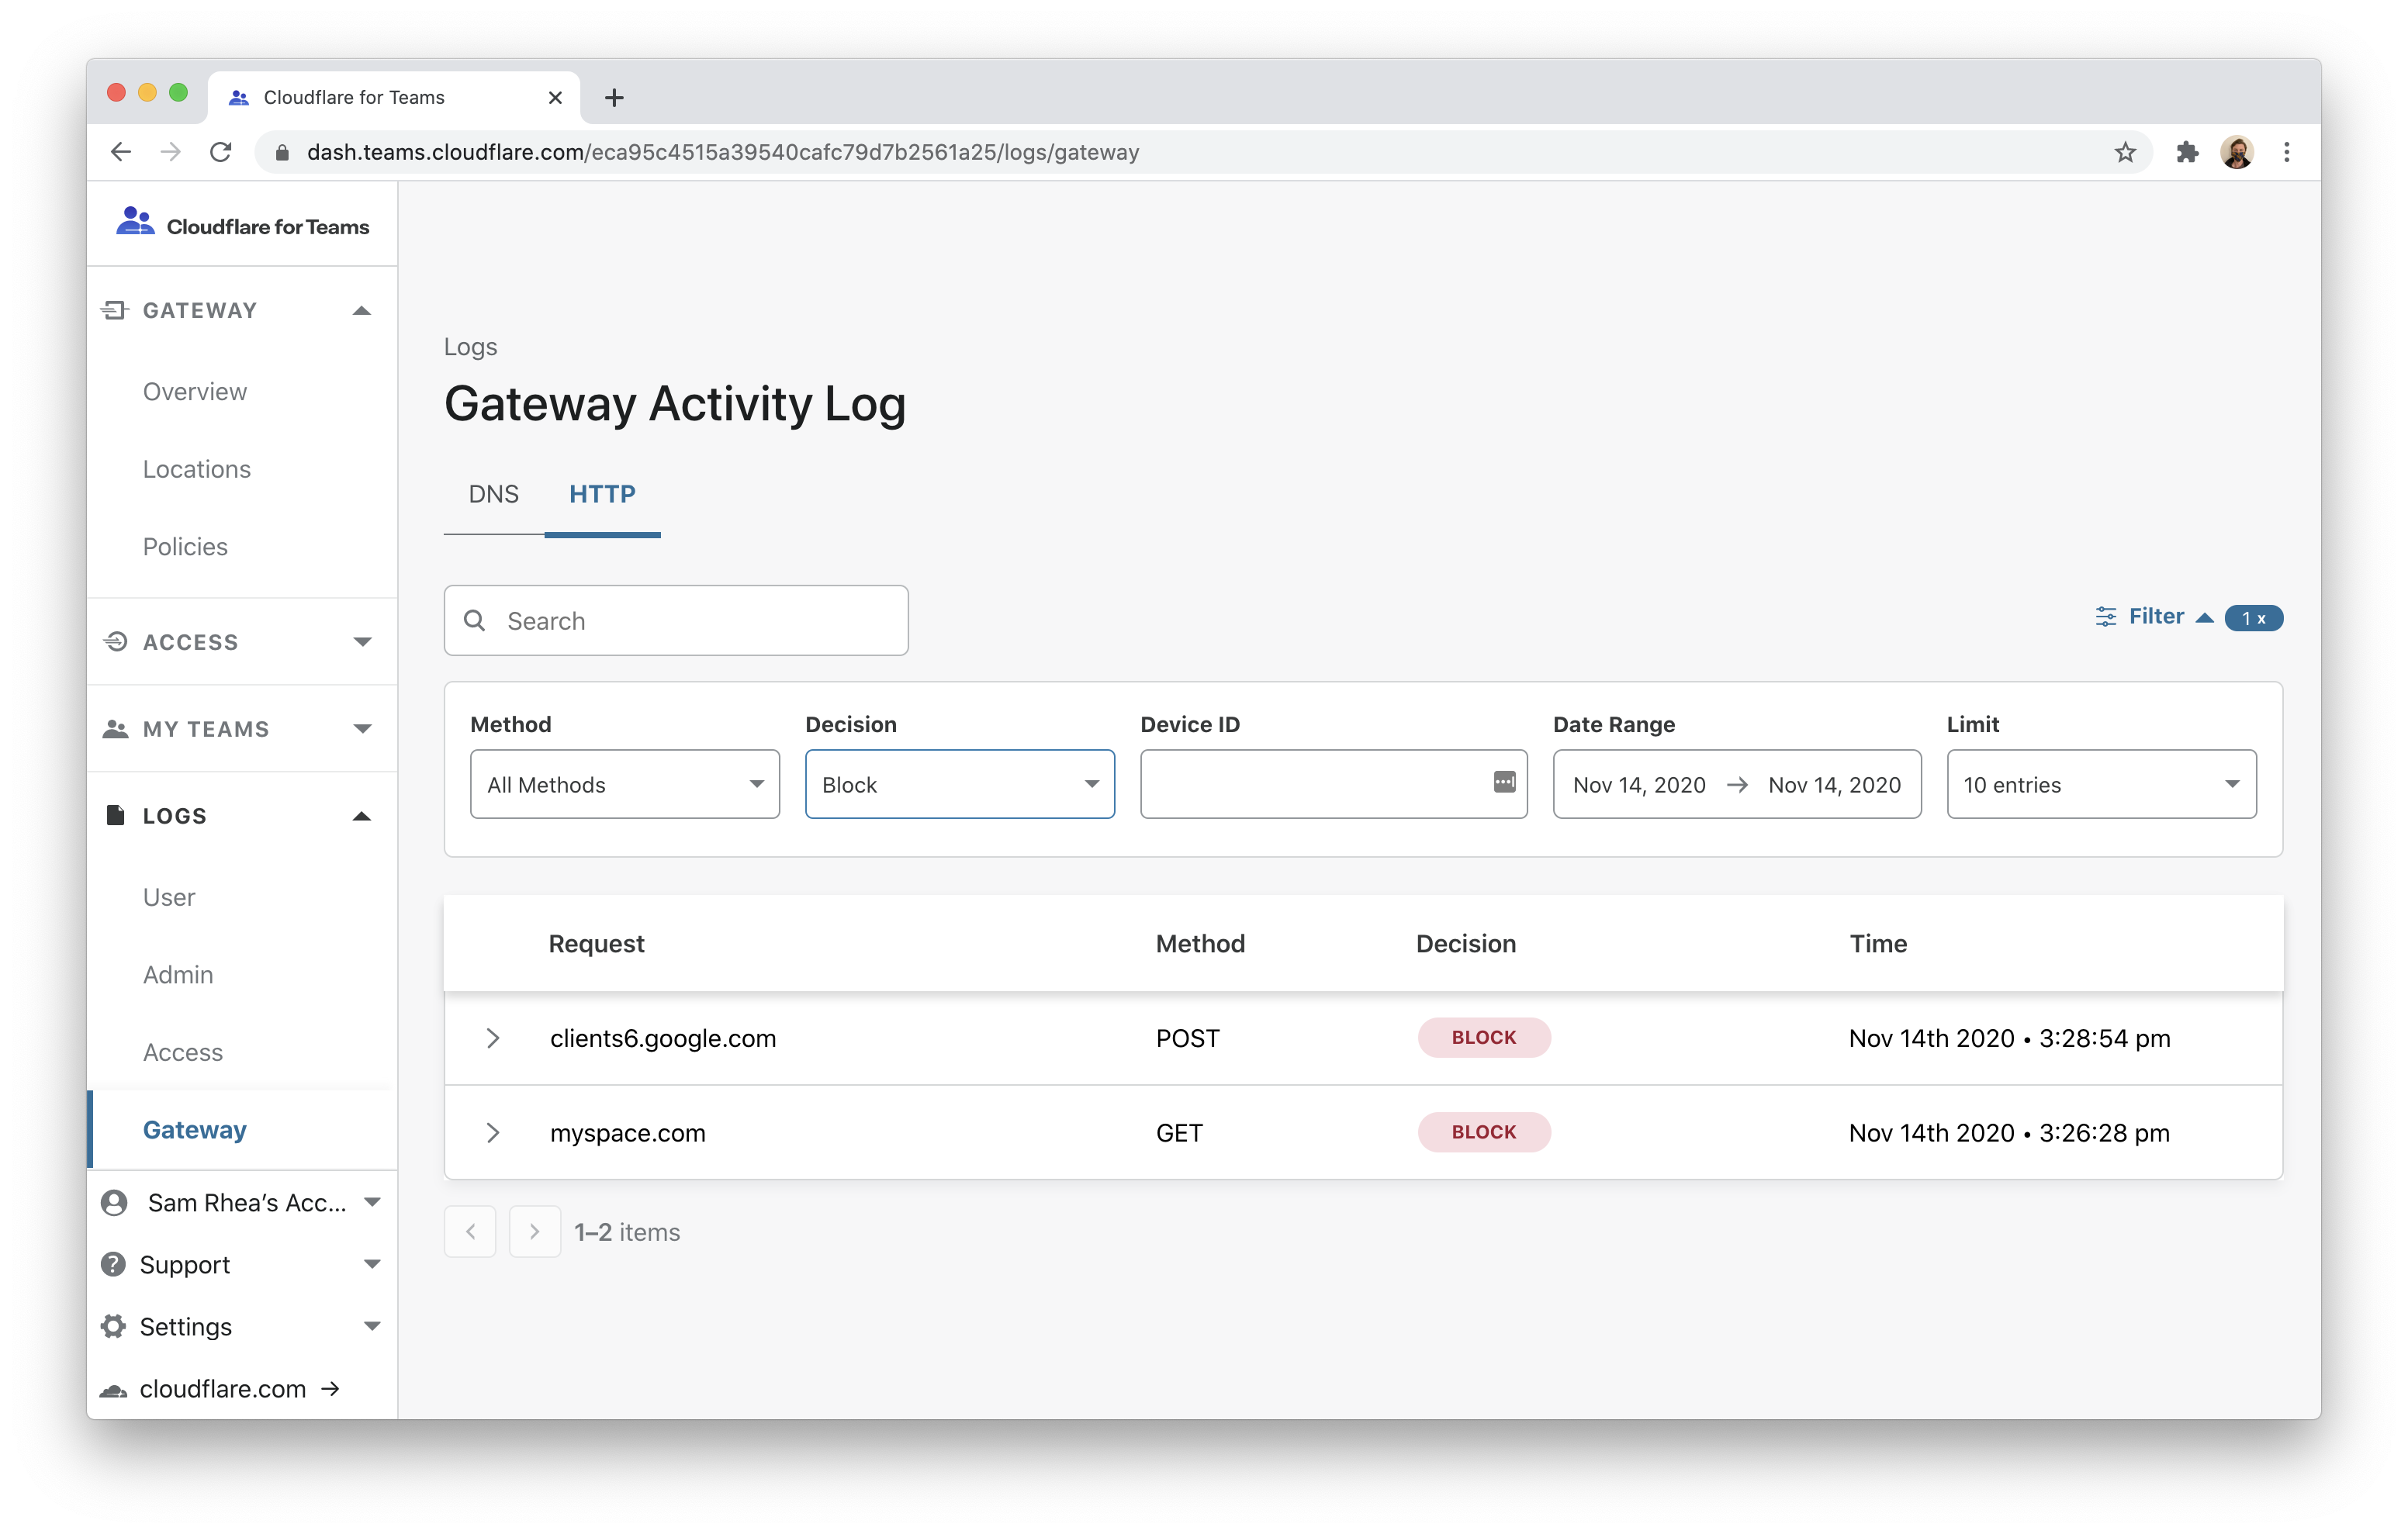 Cloudflare for Teams
dash.teams.cloudflare.com/eca95c4515a39540cafc79d7b2561a25/logs/gateway
Cloudflare for Teams
GATEWAY
Overview
Locations
Policies
ACCESS
MY TEAMS
LOGS
User
Admin
Access
Gateway
Sam Rhea’s Acc...
Support
Settings
cloudflare.com →
Logs
Gateway Activity Log
DNS HTTP
Search
Filter 1 x
Method Decision Device ID Date Range Limit
All Methods Block Nov 14, 2020 → Nov 14, 2020 10 entries
Request Method Decision Time
clients6.google.com POST BLOCK Nov 14th 2020 • 3:28:54 pm
myspace.com GET BLOCK Nov 14th 2020 • 3:26:28 pm
1–2 items